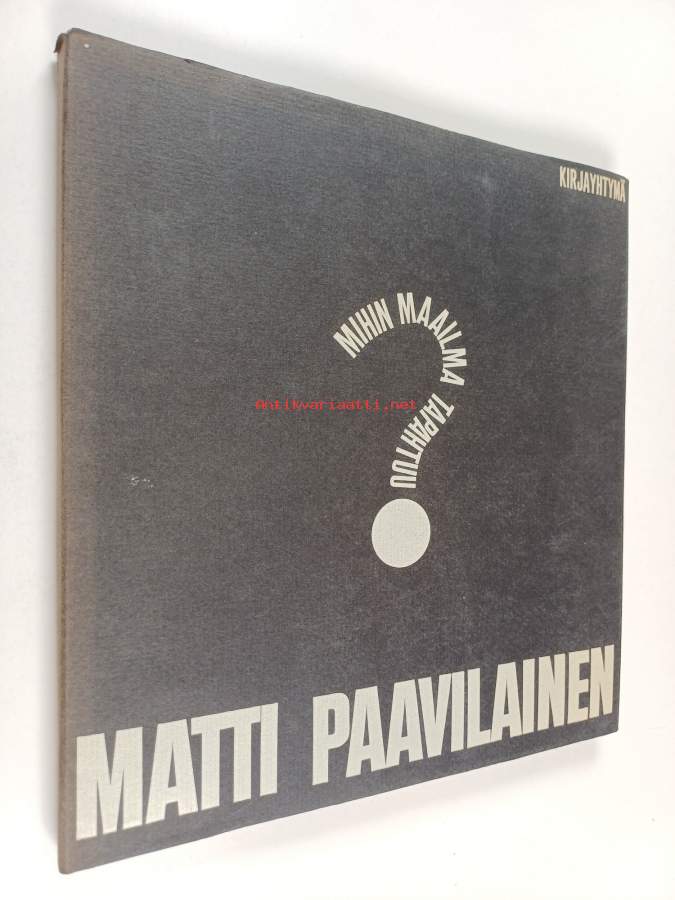 KIRJAYHTYMÄ
MIHIN MAAILMA TAPAHTUU
Antikvariaatti.net
MATTI PAAVILAINEN